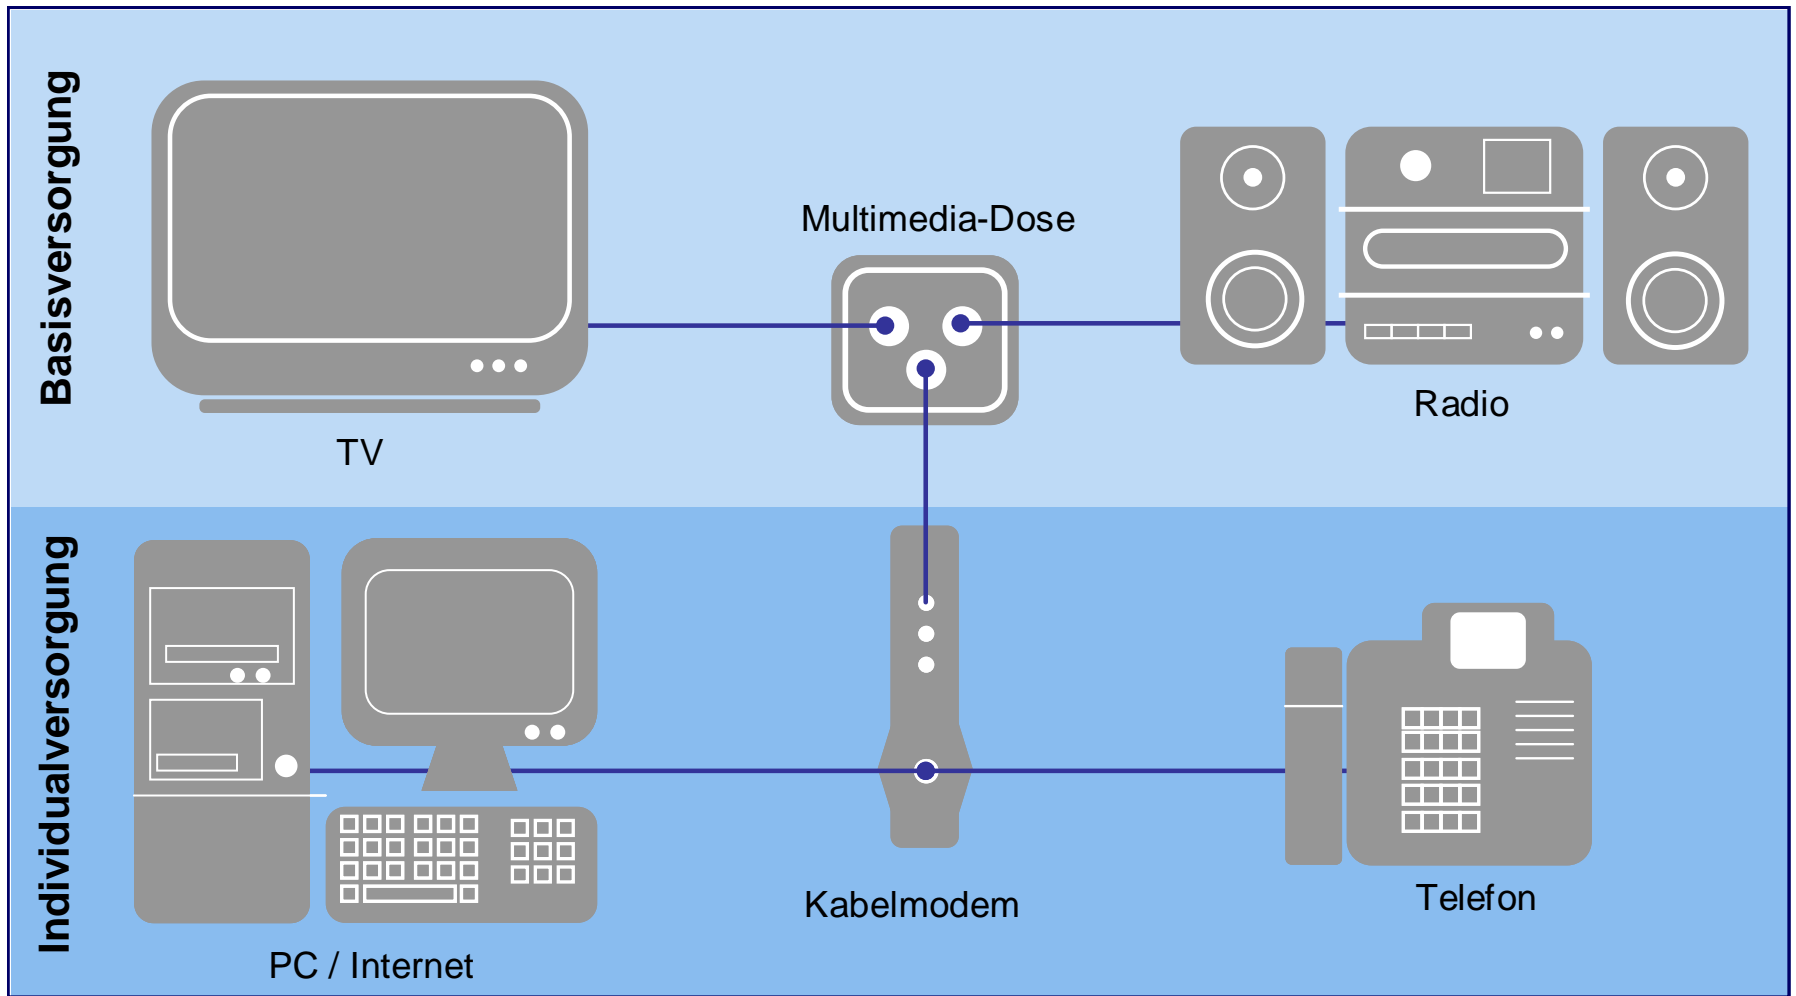 Basisversorgung
Multimedia-Dose
TV
Radio
Individualversorgung
PC / Internet
Kabelmodem
Telefon